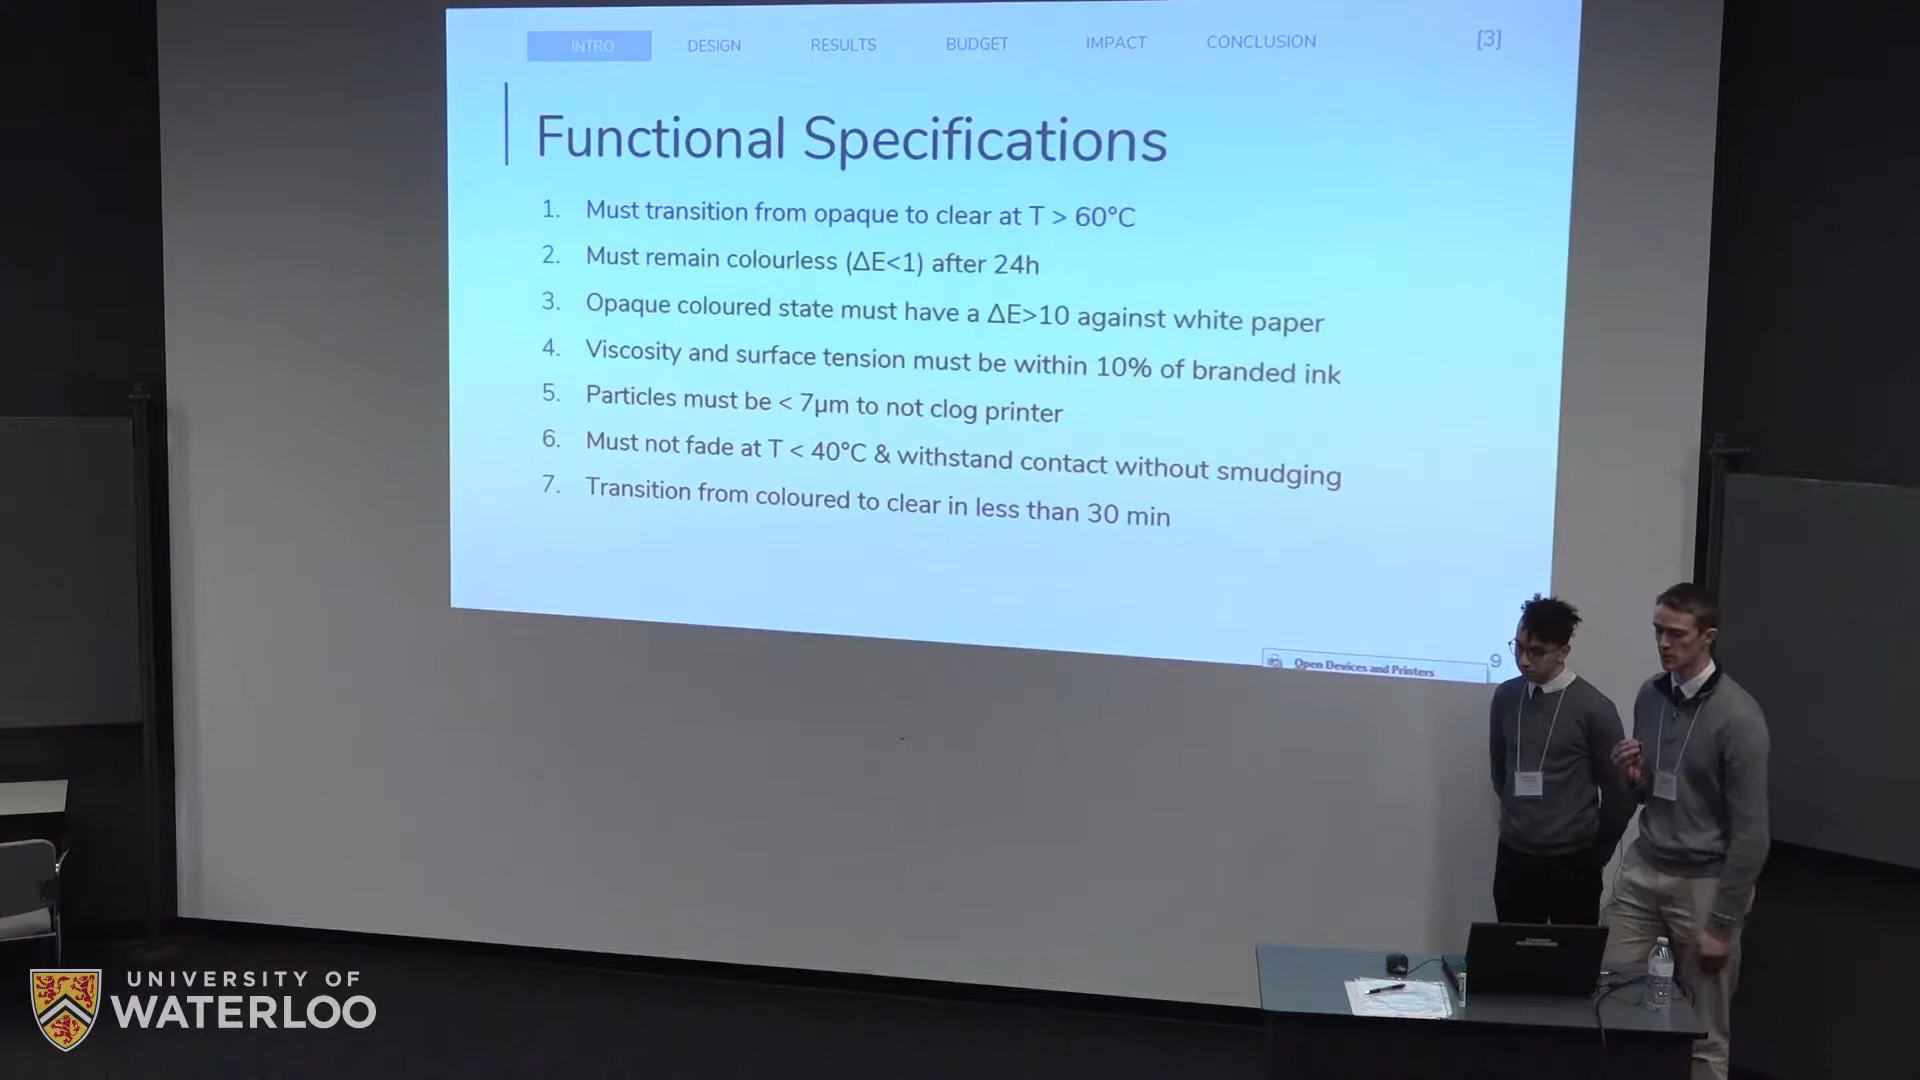 INTRO DESIGN RESULTS BUDGET IMPACT CONCLUSION [3]
Functional Specifications
1. Must transition from opaque to clear at T > 60°C
2. Must remain colourless (ΔE<1) after 24h
3. Opaque coloured state must have a ΔE>10 against white paper
4. Viscosity and surface tension must be within 10% of branded ink
5. Particles must be < 7µm to not clog printer
6. Must not fade at T < 40°C & withstand contact without smudging
7. Transition from coloured to clear in less than 30 min
Open Devices and Printers
9
UNIVERSITY OF
WATERLOO